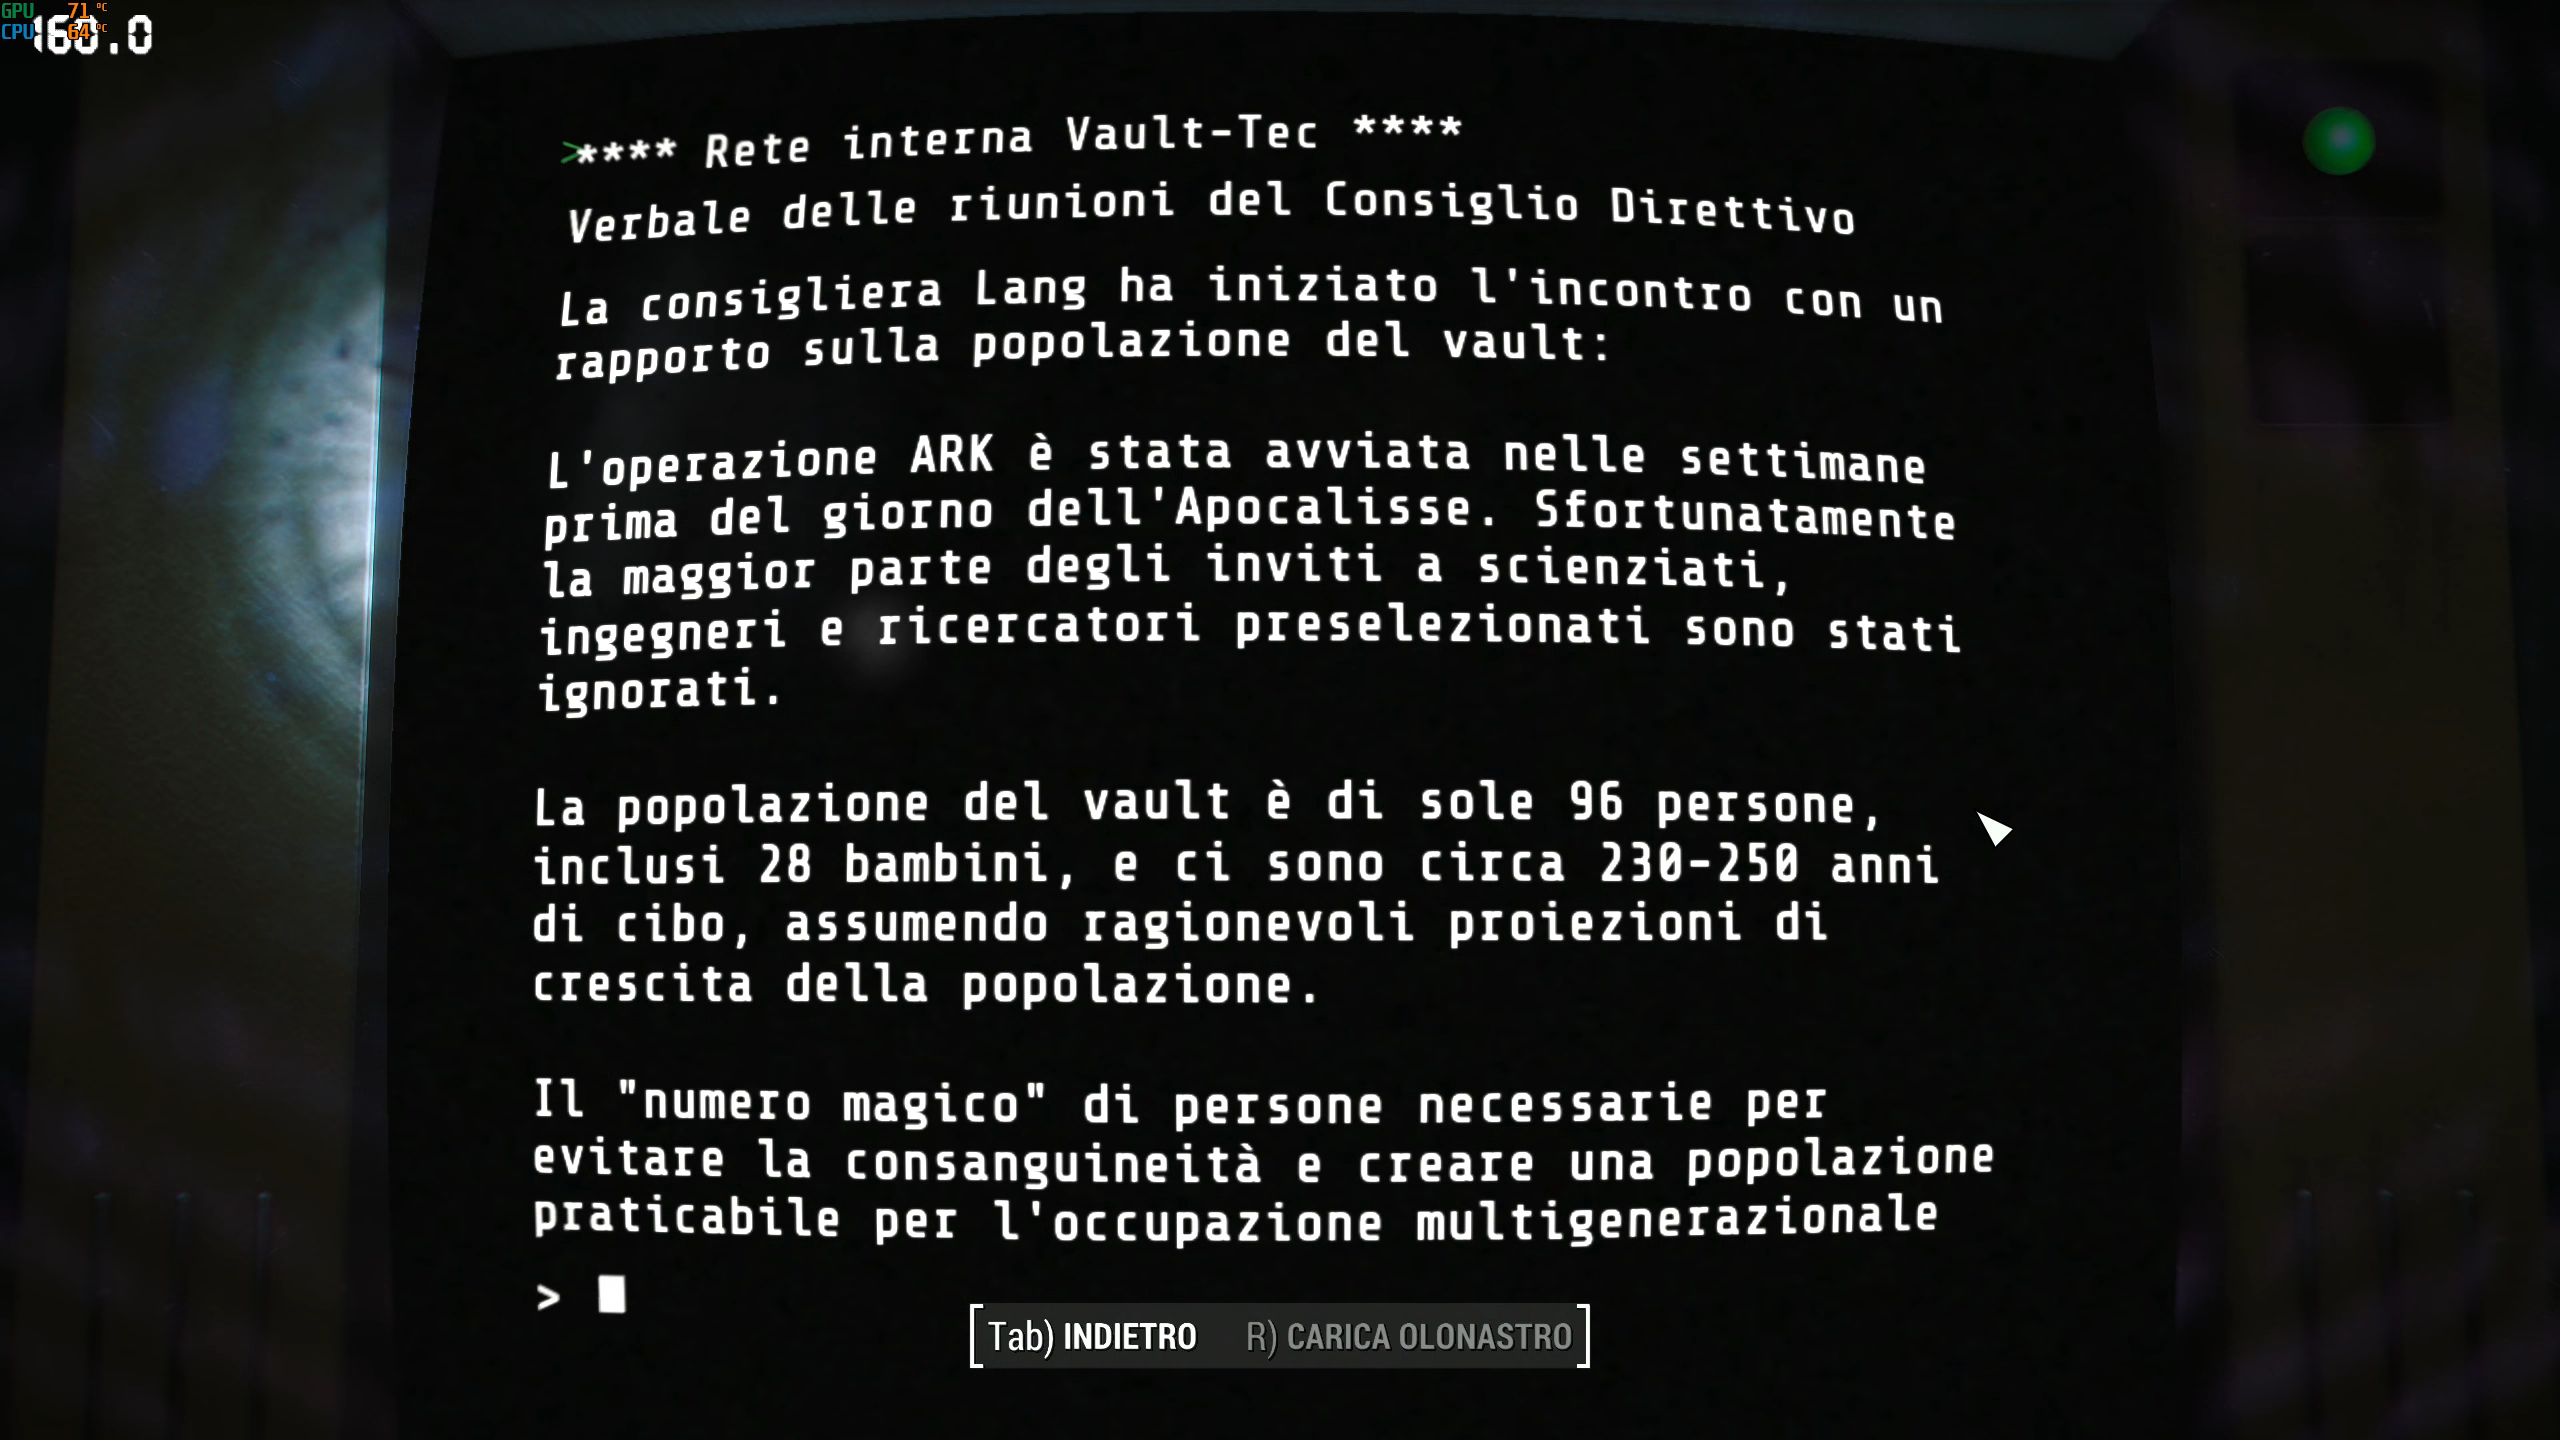 GPU 71 °C
CPU 64 °C
160.0
>**** Rete interna Vault-Tec ****
Verbale delle riunioni del Consiglio Direttivo
La consigliera Lang ha iniziato l'incontro con un
rapporto sulla popolazione del vault:
L'operazione ARK è stata avviata nelle settimane
prima del giorno dell'Apocalisse. Sfortunatamente
la maggior parte degli inviti a scienziati,
ingegneri e ricercatori preselezionati sono stati
ignorati.
La popolazione del vault è di sole 96 persone,
inclusi 28 bambini, e ci sono circa 230-250 anni
di cibo, assumendo ragionevoli proiezioni di
crescita della popolazione.
Il "numero magico" di persone necessarie per
evitare la consanguineità e creare una popolazione
praticabile per l'occupazione multigenerazionale
>
Tab) INDIETRO R) CARICA OLONASTRO